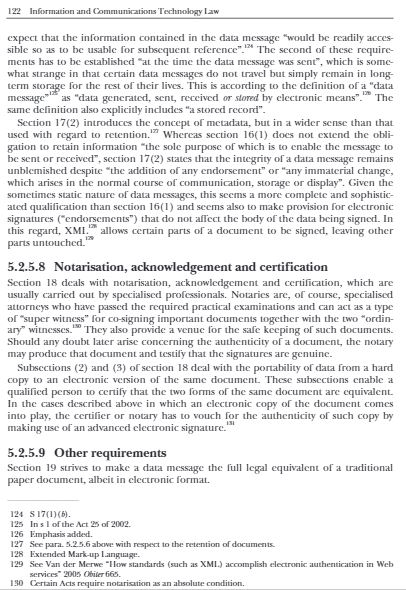 122 Information and Communications Technology Law
expect that the information contained in the data message “would be readily acces-
sible so as to be usable for subsequent reference”.124 The second of these require-
ments has to be established “at the time the data message was sent”, which is some-
what strange in that certain data messages do not travel but simply remain in long-
term storage for the rest of their lives. This is according to the definition of a “data
message”125 as “data generated, sent, received or stored by electronic means”.126 The
same definition also explicitly includes “a stored record”.
Section 17(2) introduces the concept of metadata, but in a wider sense than that
used with regard to retention.127 Whereas section 16(1) does not extend the obli-
gation to retain information “the sole purpose of which is to enable the message to
be sent or received”, section 17(2) states that the integrity of a data message remains
unblemished despite “the addition of any endorsement” or “any immaterial change,
which arises in the normal course of communication, storage or display”. Given the
sometimes static nature of data messages, this seems a more complete and sophistic-
ated qualification than section 16(1) and seems also to make provision for electronic
signatures (“endorsements”) that do not affect the body of the data being signed. In
this regard, XML128 allows certain parts of a document to be signed, leaving other
parts untouched.129
5.2.5.8 Notarisation, acknowledgement and certification
Section 18 deals with notarisation, acknowledgement and certification, which are
usually carried out by specialised professionals. Notaries are, of course, specialised
attorneys who have passed the required practical examinations and can act as a type
of “super witness” for co-signing important documents together with the two “ordin-
ary” witnesses.130 They also provide a venue for the safe keeping of such documents.
Should any doubt later arise concerning the authenticity of a document, the notary
may produce that document and testify that the signatures are genuine.
Subsections (2) and (3) of section 18 deal with the portability of data from a hard
copy to an electronic version of the same document. These subsections enable a
qualified person to certify that the two forms of the same document are equivalent.
In the cases described above in which an electronic copy of the document comes
into play, the certifier or notary has to vouch for the authenticity of such copy by
making use of an advanced electronic signature.131
5.2.5.9 Other requirements
Section 19 strives to make a data message the full legal equivalent of a traditional
paper document, albeit in electronic format.
124 S 17(1)(b).
125 In s 1 of the Act 25 of 2002.
126 Emphasis added.
127 See para. 5.2.5.6 above with respect to the retention of documents.
128 Extended Mark-up Language.
129 See Van der Merwe “How standards (such as XML) accomplish electronic authentication in Web
services” 2005 Obiter 665.
130 Certain Acts require notarisation as an absolute condition.